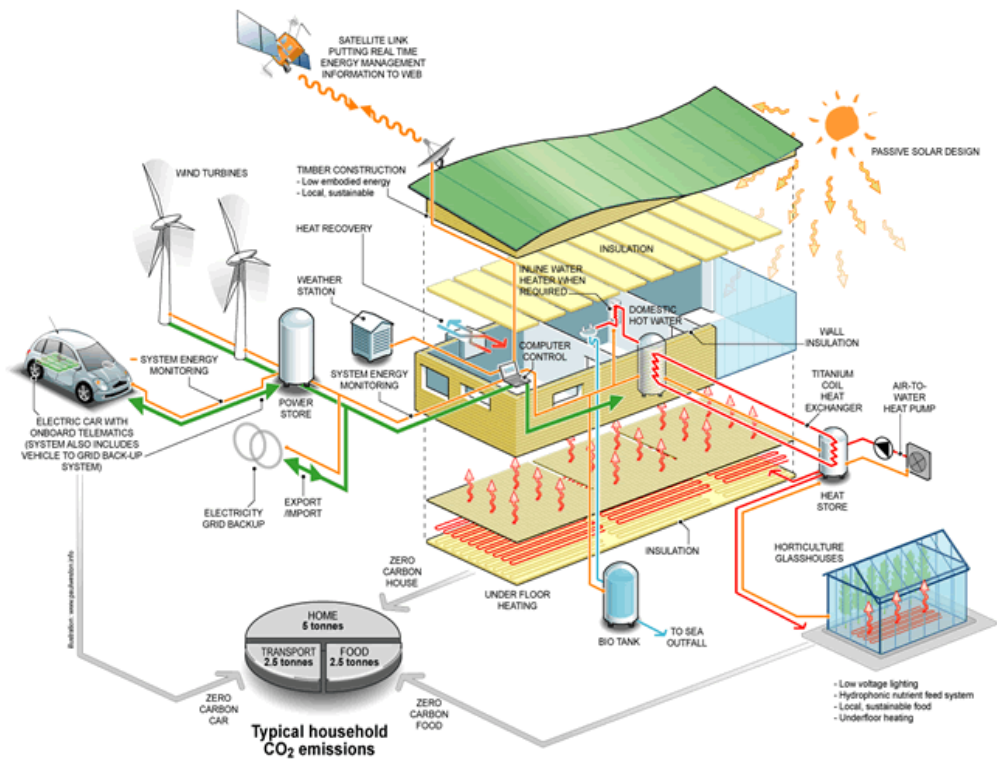 SATELLITE LINK
PUTTING REAL TIME
ENERGY MANAGEMENT
INFORMATION TO WEB
PASSIVE SOLAR DESIGN
WIND TURBINES
TIMBER CONSTRUCTION
- Low embodied energy
- Local, sustainable
HEAT RECOVERY
INSULATION
WEATHER
STATION
INLINE WATER
HEATER WHEN
REQUIRED
DOMESTIC
HOT WATER
WALL
INSULATION
COMPUTER
CONTROL
SYSTEM ENERGY
MONITORING
SYSTEM ENERGY
MONITORING
POWER
STORE
TITANIUM
COIL
HEAT
EXCHANGER
AIR-TO-
WATER
HEAT PUMP
ELECTRIC CAR WITH
ONBOARD TELEMATICS
(SYSTEM ALSO INCLUDES
VEHICLE TO GRID BACK-UP
SYSTEM)
HEAT
STORE
ELECTRICITY
GRID BACKUP
EXPORT
/IMPORT
INSULATION
HORTICULTURE
GLASSHOUSES
ZERO
CARBON
HOUSE
UNDER FLOOR
HEATING
BIO TANK
TO SEA
OUTFALL
illustration: www.paulweston.info
HOME
5 tonnes
TRANSPORT
2.5 tonnes
FOOD
2.5 tonnes
ZERO
CARBON
CAR
ZERO
CARBON
FOOD
- Low voltage lighting
- Hydrophonic nutrient feed system
- Local, sustainable food
- Underfloor heating
Typical household
CO₂ emissions